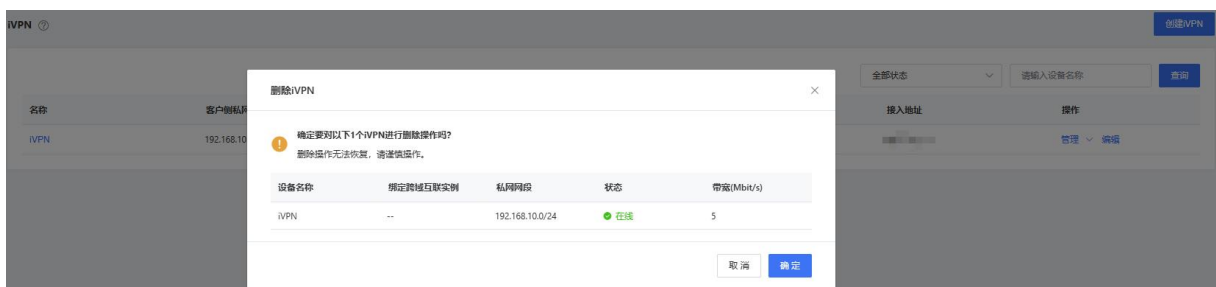 iVPN
创建iVPN
全部状态
请输入设备名称
查询
删除iVPN
名称
客户侧私网
接入地址
操作
确定要对以下1个iVPN进行删除操作吗?
iVPN
192.168.10
管理
编辑
删除操作无法恢复，请谨慎操作。
设备名称
绑定跨域互联实例
私网网段
状态
带宽(Mbit/s)
iVPN
--
192.168.10.0/24
在线
5
取消
确定